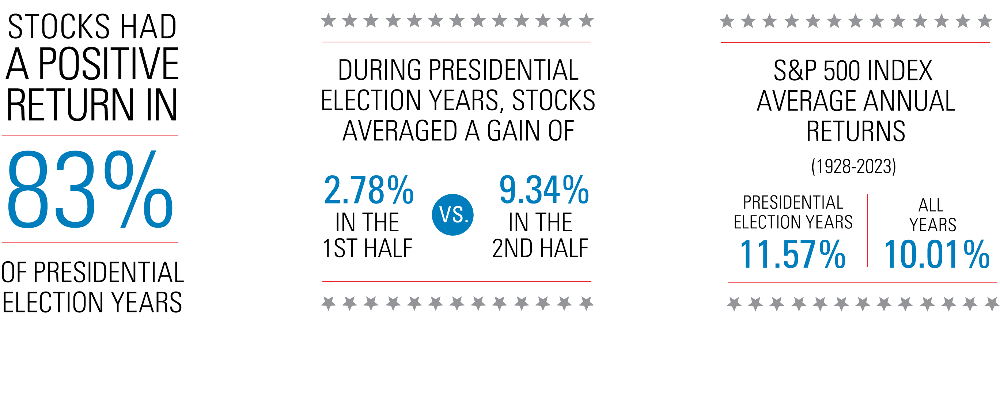 STOCKS HAD
A POSITIVE
RETURN IN
83%
OF PRESIDENTIAL
ELECTION YEARS
DURING PRESIDENTIAL
ELECTION YEARS, STOCKS
AVERAGED A GAIN OF
2.78%
IN THE
1ST HALF
VS.
9.34%
IN THE
2ND HALF
S&P 500 INDEX
AVERAGE ANNUAL
RETURNS
(1928-2023)
PRESIDENTIAL
ELECTION YEARS
11.57%
ALL
YEARS
10.01%